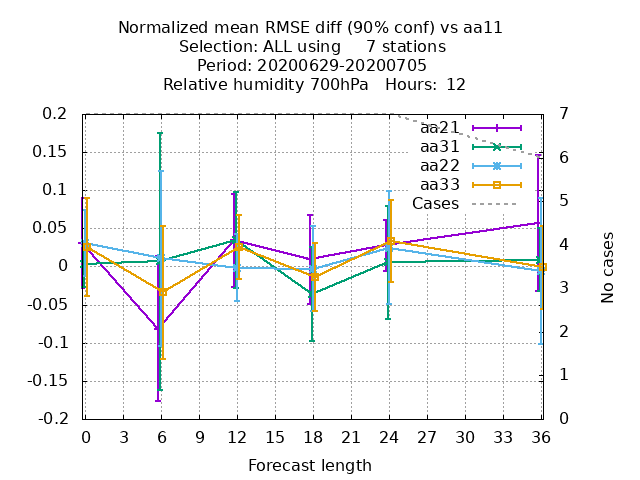 Normalized mean RMSE diff (90% conf) vs aa11
Selection: ALL using     7 stations
Period: 20200629-20200705
Relative humidity 700hPa   Hours:  12
0.2
0.15
0.1
0.05
0
-0.05
-0.1
-0.15
-0.2
7
6
5
4
3
2
1
0
aa21
aa31
aa22
aa33
Cases
No cases
0 3 6 9 12 15 18 21 24 27 30 33 36
Forecast length